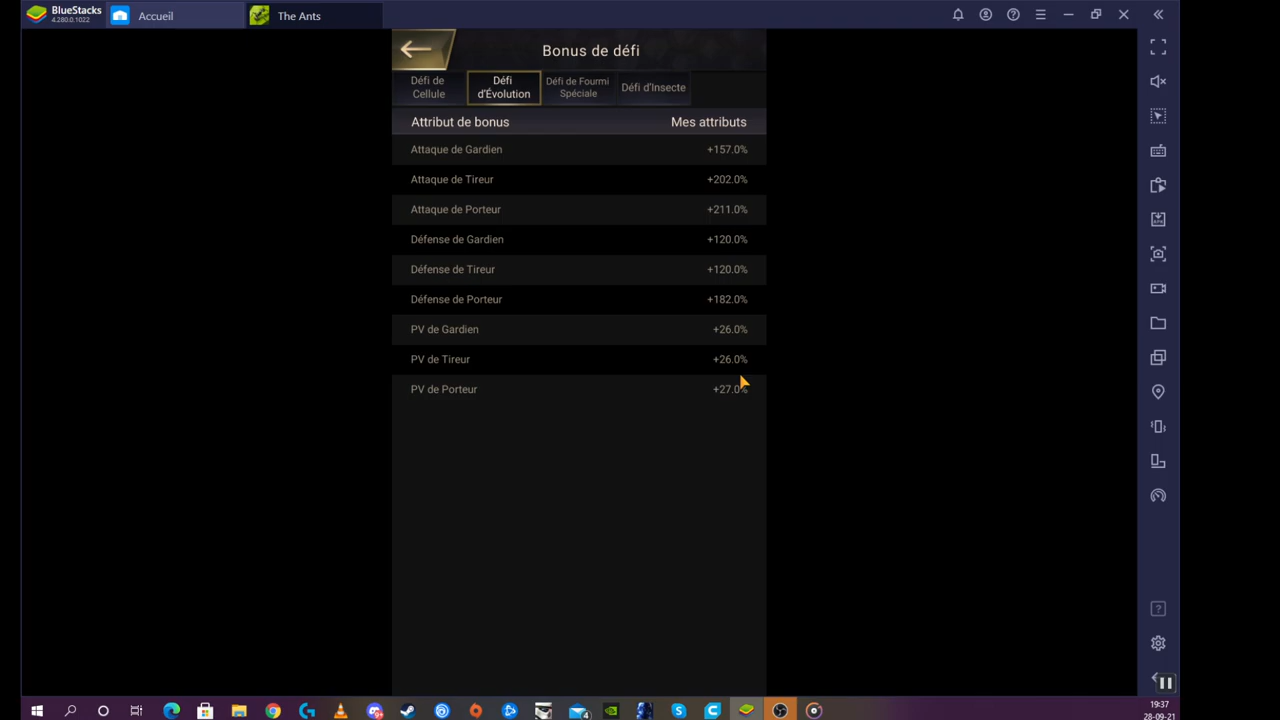 BlueStacks
4.280.0.1022
Accueil
The Ants
Bonus de défi
Défi de
Cellule
Défi
d'Évolution
Défi de Fourmi
Spéciale
Défi d'Insecte
Attribut de bonus
Mes attributs
Attaque de Gardien +157.0%
Attaque de Tireur +202.0%
Attaque de Porteur +211.0%
Défense de Gardien +120.0%
Défense de Tireur +120.0%
Défense de Porteur +182.0%
PV de Gardien +26.0%
PV de Tireur +26.0%
PV de Porteur +27.0%
19:37
28-09-21